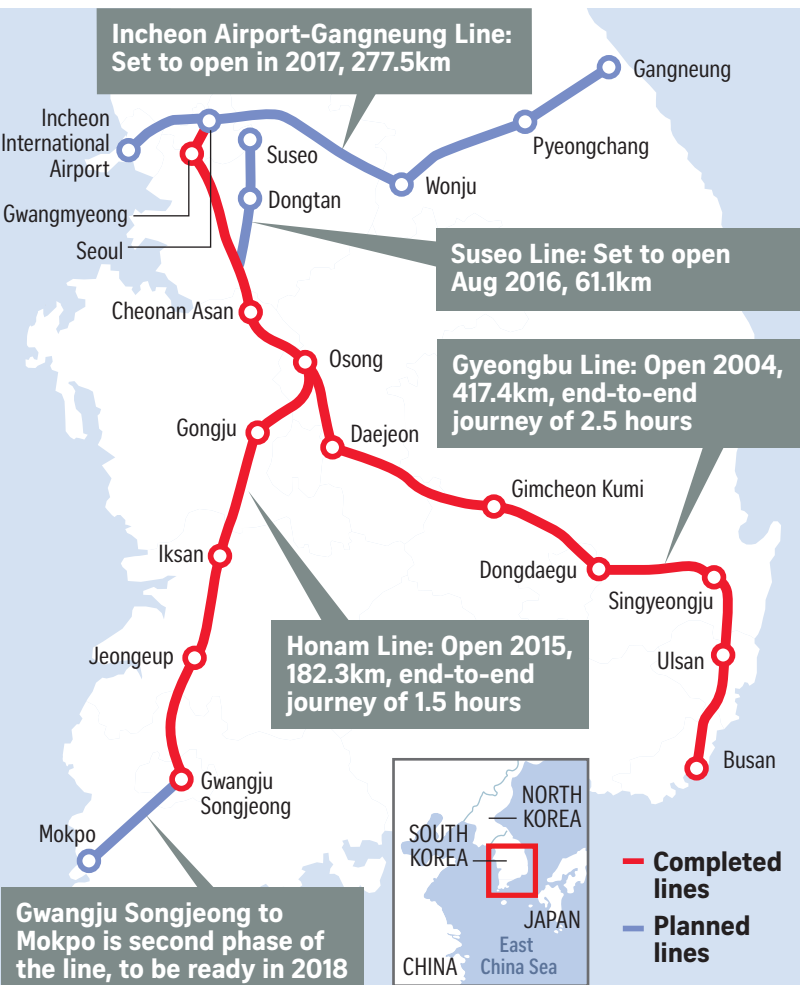 Incheon Airport-Gangneung Line:
Set to open in 2017, 277.5km
Gangneung
Incheon
International
Airport
Pyeongchang
Suseo
Wonju
Dongtan
Gwangmyeong
Seoul
Suseo Line: Set to open
Aug 2016, 61.1km
Cheonan Asan
Osong
Gyeongbu Line: Open 2004,
417.4km, end-to-end
journey of 2.5 hours
Gongju
Daejeon
Gimcheon Kumi
Iksan
Dongdaegu
Singyeongju
Honam Line: Open 2015,
182.3km, end-to-end
journey of 1.5 hours
Jeongeup
Ulsan
Gwangju
Songjeong
Busan
Mokpo
Gwangju Songjeong to
Mokpo is second phase of
the line, to be ready in 2018
NORTH
KOREA
SOUTH
KOREA
JAPAN
East
China Sea
CHINA
Completed
lines
Planned
lines